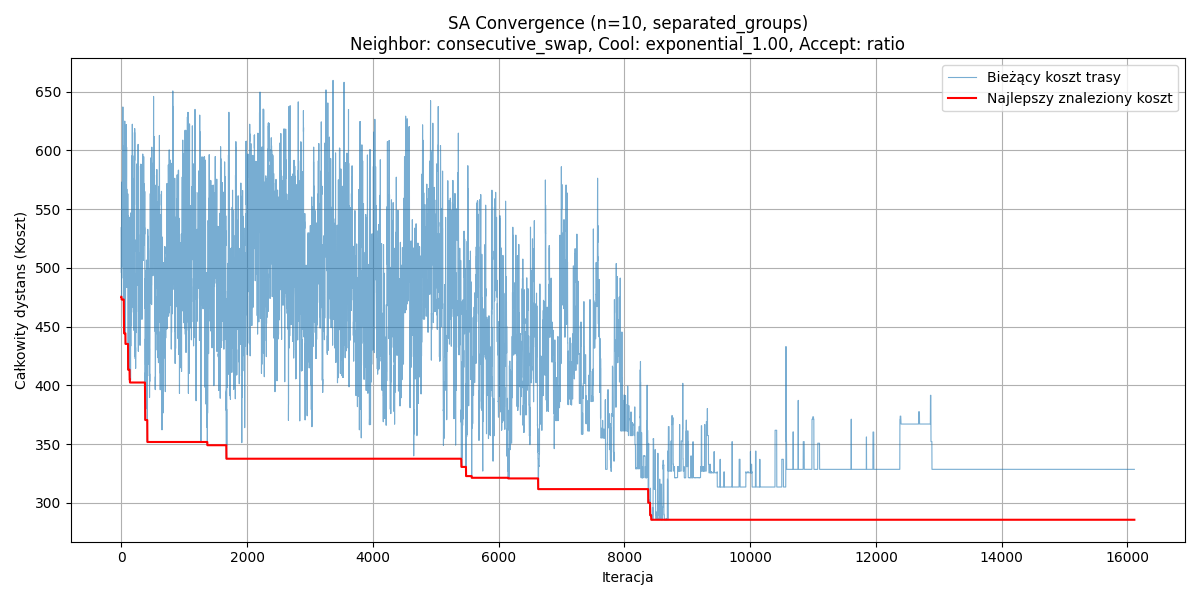 SA Convergence (n=10, separated_groups)
Neighbor: consecutive_swap, Cool: exponential_1.00, Accept: ratio
Bieżący koszt trasy
Najlepszy znaleziony koszt
Całkowity dystans (Koszt)
650
600
550
500
450
400
350
300
0 2000 4000 6000 8000 10000 12000 14000 16000
Iteracja